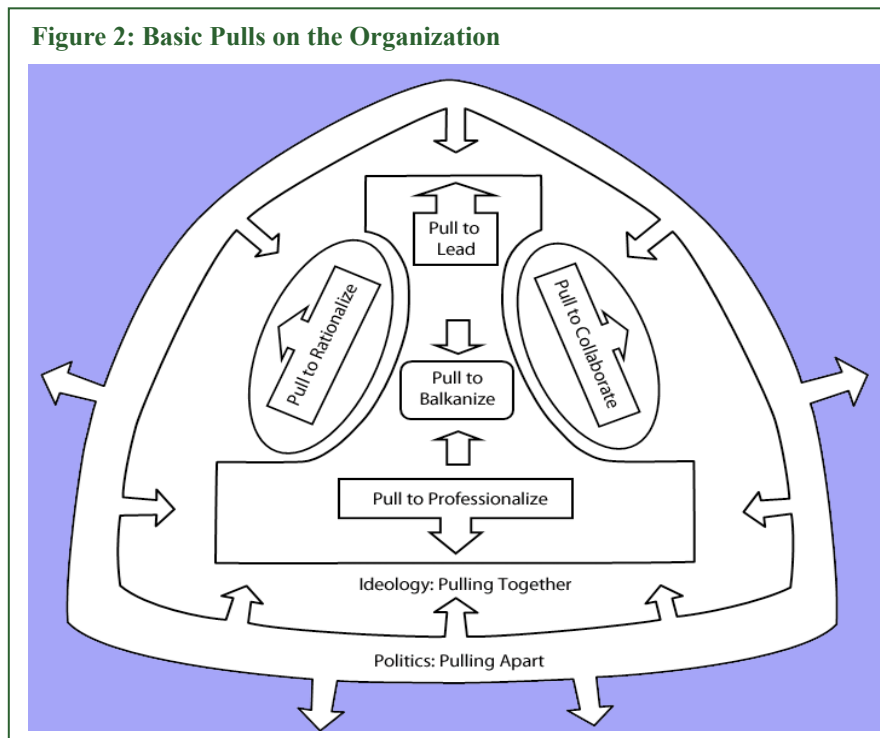 Figure 2: Basic Pulls on the Organization
Pull to
Lead
Pull to Rationalize
Pull to Collaborate
Pull to
Balkanize
Pull to Professionalize
Ideology: Pulling Together
Politics: Pulling Apart